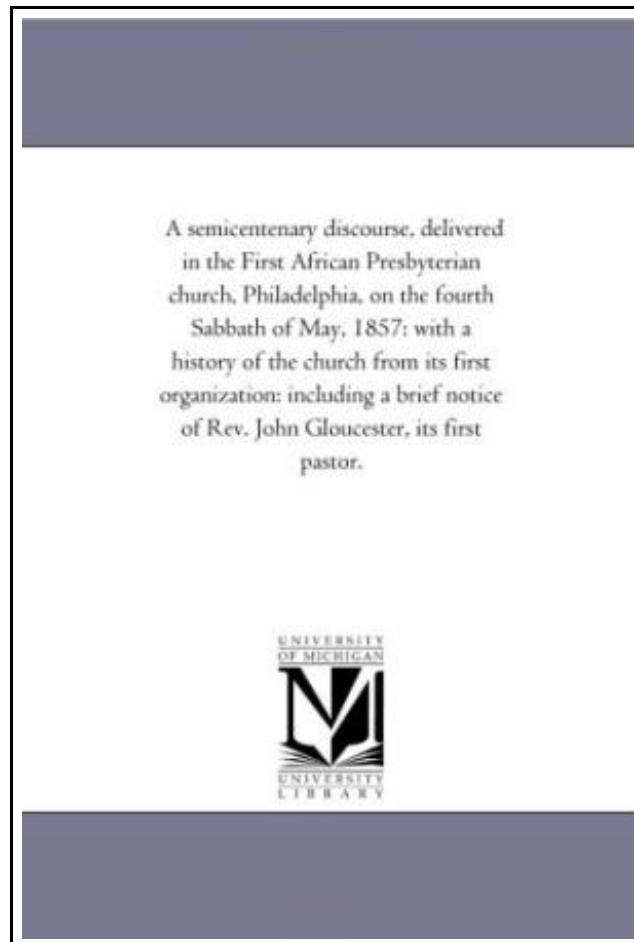 A semicentenary discourse, delivered
in the First African Presbyterian
church, Philadelphia, on the fourth
Sabbath of May, 1857: with a
history of the church from its first
organization: including a brief notice
of Rev. John Gloucester, its first
pastor.
UNIVERSITY
OF MICHIGAN
M
UNIVERSITY
LIBRARY